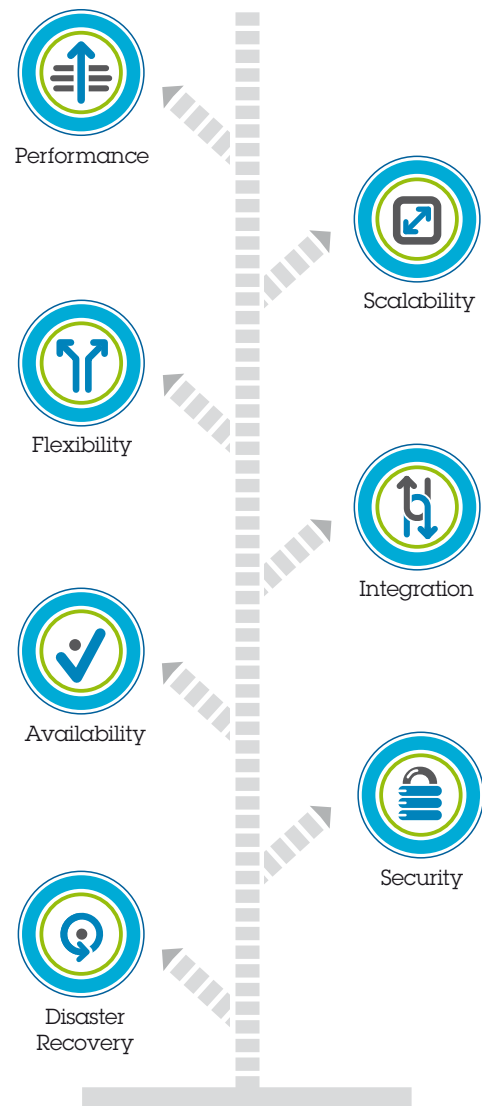 Performance
Scalability
Flexibility
Integration
Availability
Security
Disaster
Recovery